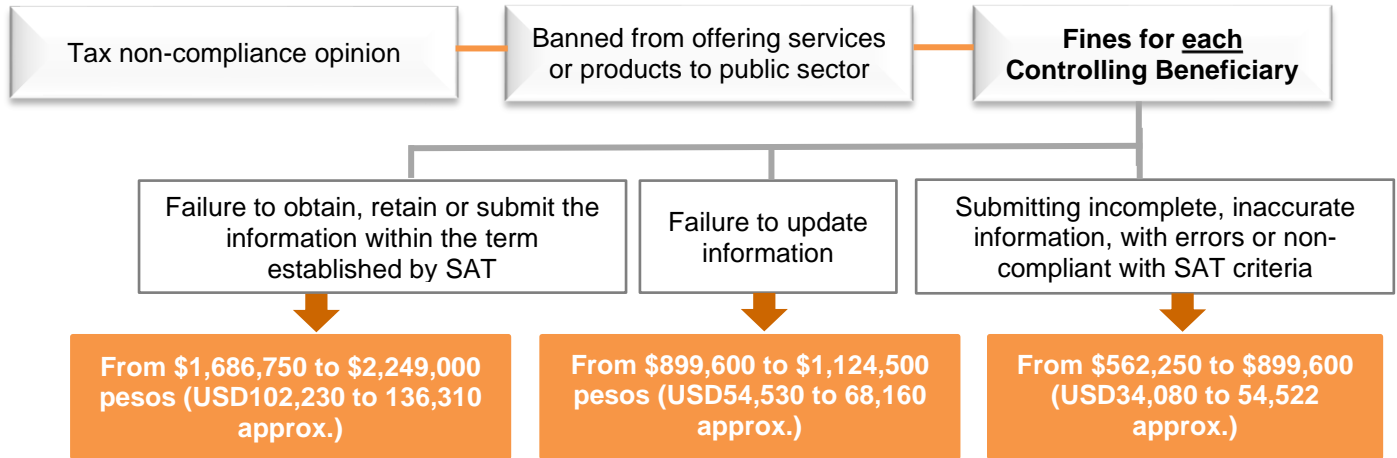 Tax non-compliance opinion
Banned from offering services
or products to public sector
Fines for each
Controlling Beneficiary
Failure to obtain, retain or submit the
information within the term
established by SAT
Failure to update
information
Submitting incomplete, inaccurate
information, with errors or non-
compliant with SAT criteria
From $1,686,750 to $2,249,000
pesos (USD102,230 to 136,310
approx.)
From $899,600 to $1,124,500
pesos (USD54,530 to 68,160
approx.)
From $562,250 to $899,600
(USD34,080 to 54,522
approx.)